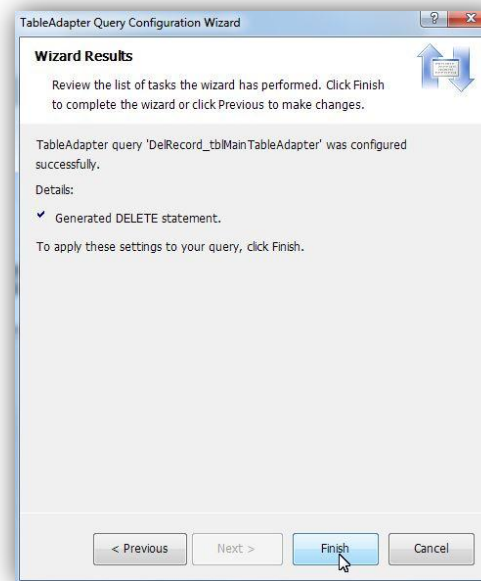 TableAdapter Query Configuration Wizard
Wizard Results
Review the list of tasks the wizard has performed. Click Finish
to complete the wizard or click Previous to make changes.
TableAdapter query 'DelRecord_tblMainTableAdapter' was configured
successfully.
Details:
Generated DELETE statement.
To apply these settings to your query, click Finish.
< Previous
Next >
Finish
Cancel